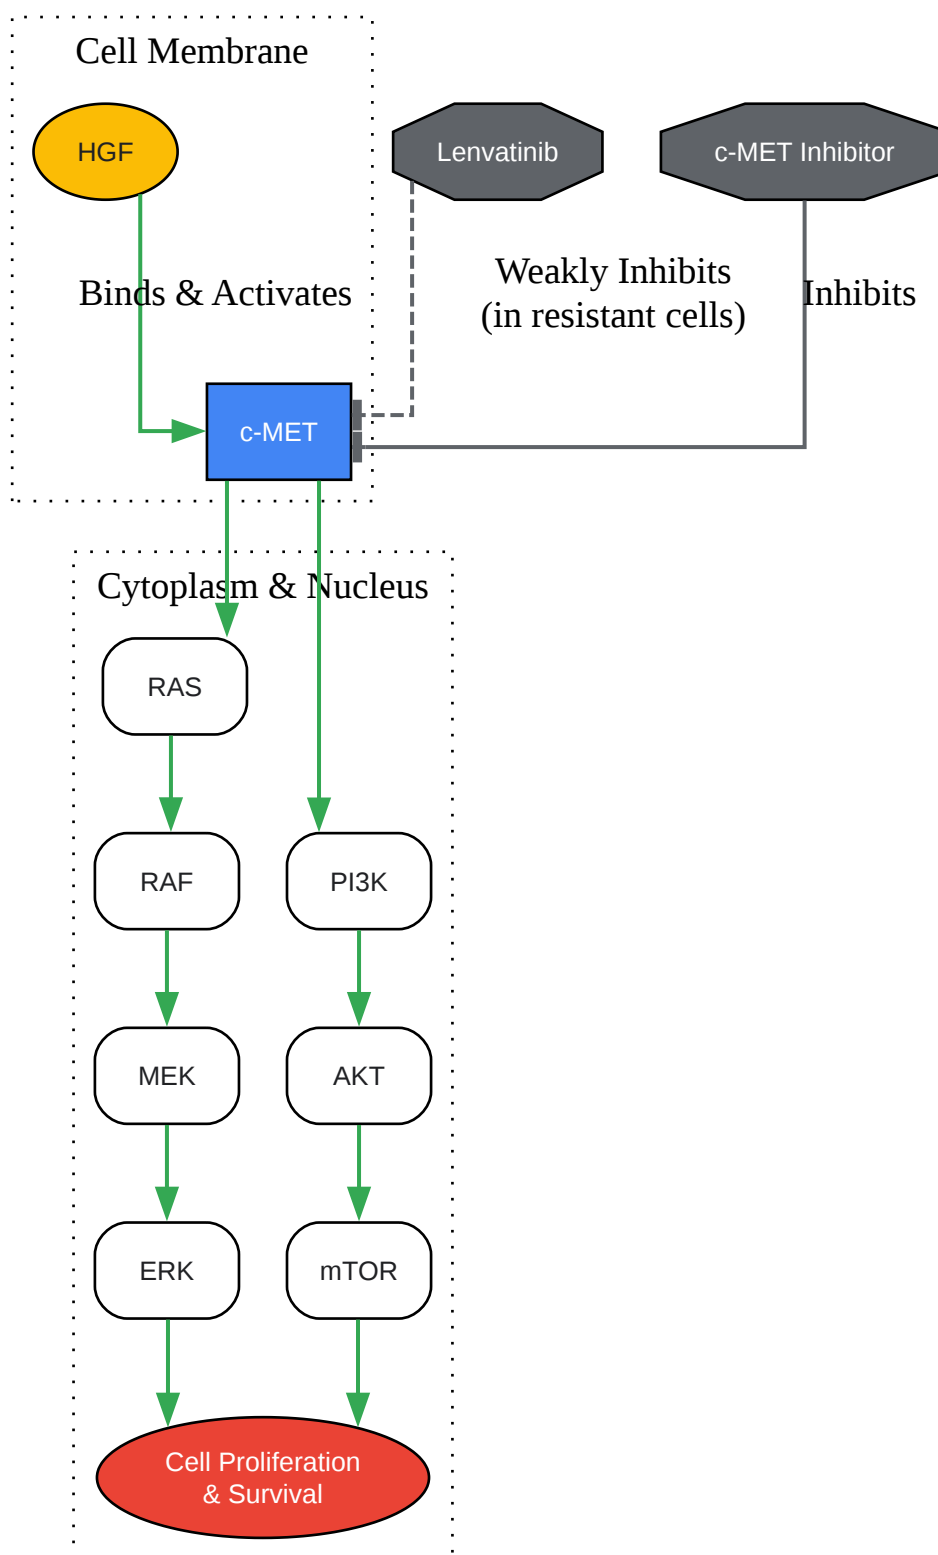 Cell Membrane
HGF
Lenvatinib
c-MET Inhibitor
Binds & Activates
Weakly Inhibits
(in resistant cells)
Inhibits
c-MET
Cytoplasm & Nucleus
RAS
RAF
PI3K
MEK
AKT
ERK
mTOR
Cell Proliferation
& Survival